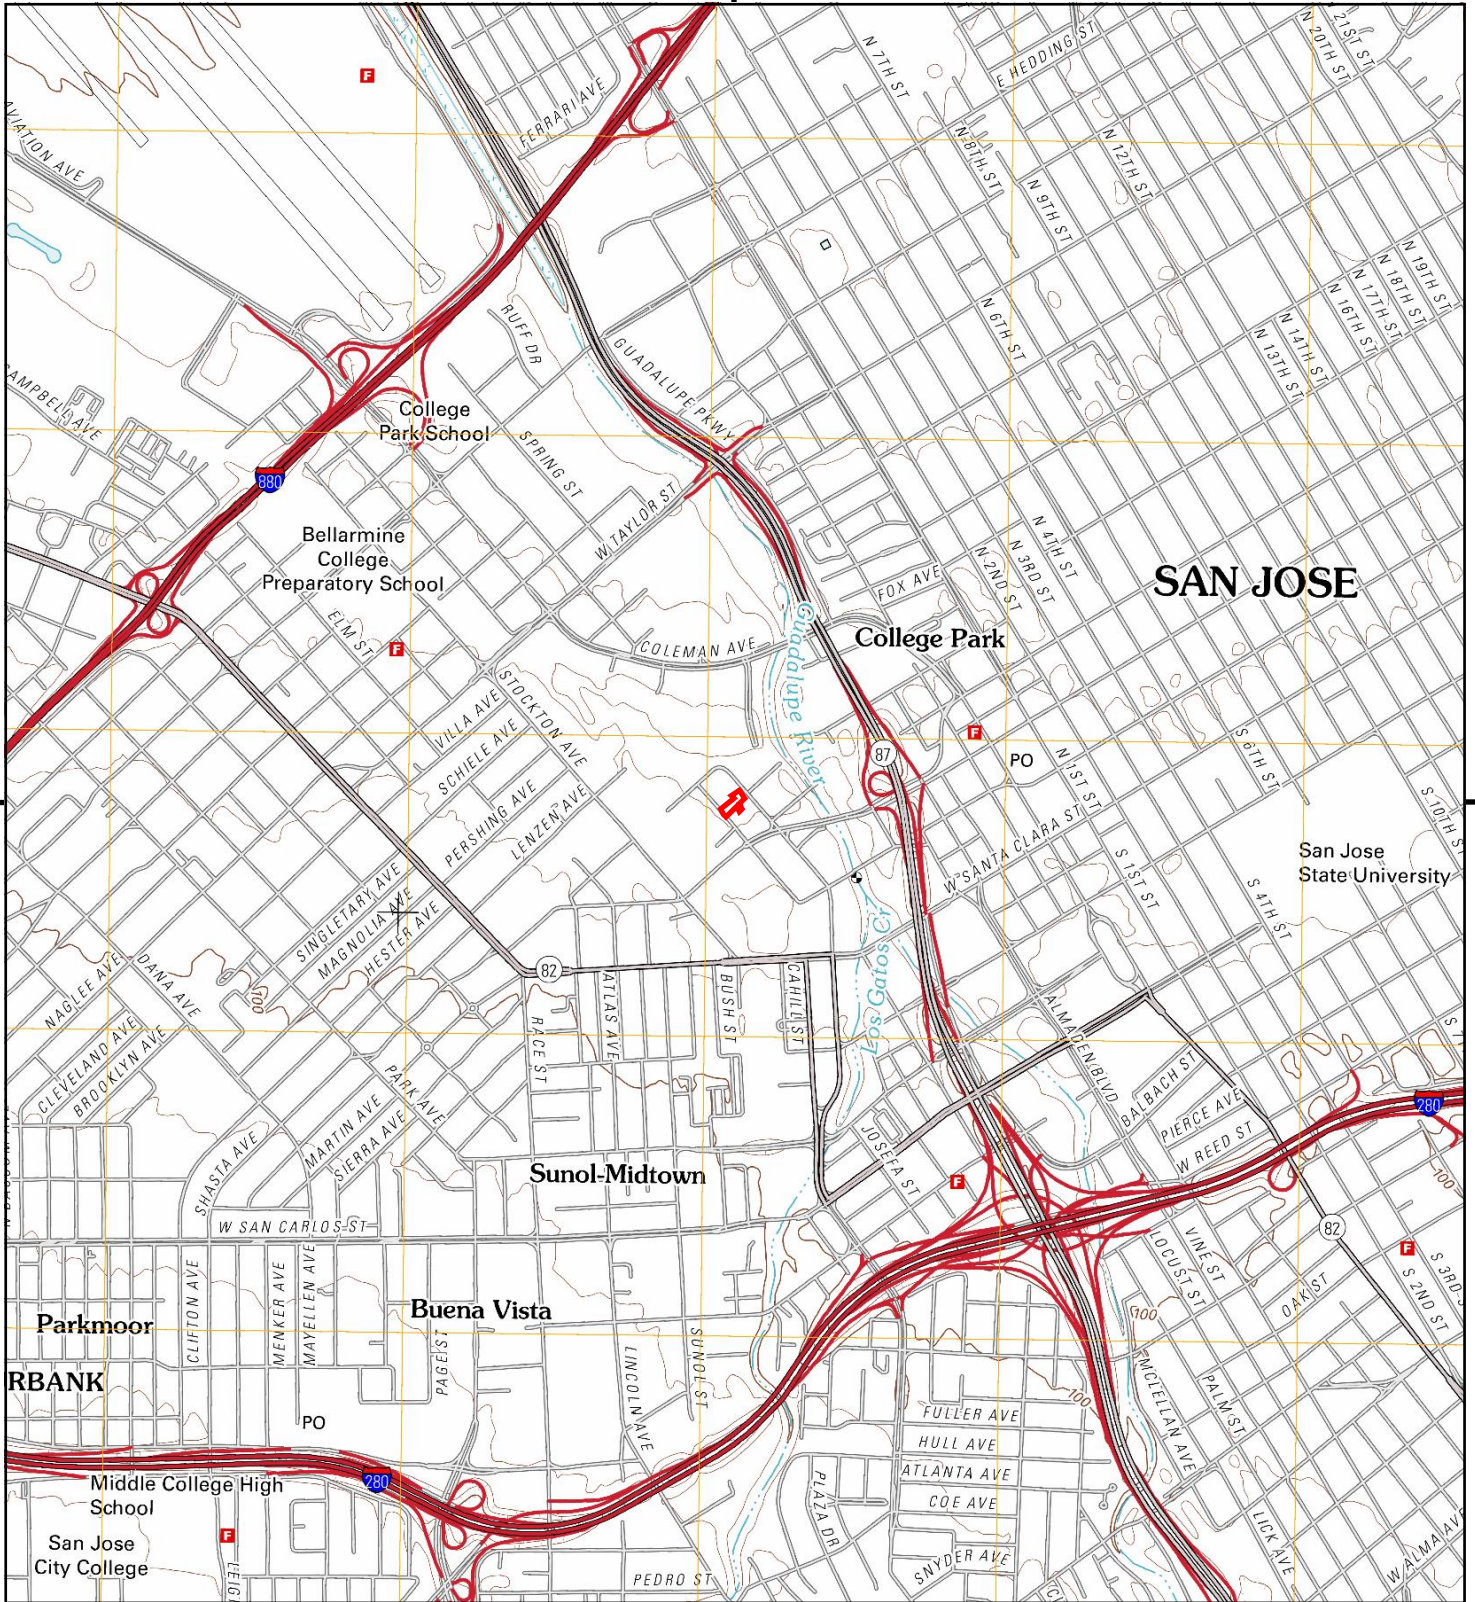 N 7TH ST
E HEDDING ST
N 20TH ST
21ST ST
F
FERRARI AVE
N 8TH ST
N 12TH ST
N 9TH ST
N 19TH ST
N 18TH ST
N 17TH ST
N 16TH ST
N 14TH ST
N 13TH ST
N 6TH ST
RUFF DR
GUADALUPE PKWY
College
Park School
SPRING ST
880
W TAYLOR ST
Bellarmine
College
Preparatory School
N 4TH ST
N 3RD ST
N 2ND ST
FOX AVE
SAN JOSE
ELM ST
F
COLEMAN AVE
College Park
Guadalupe River
STOCKTON AVE
VILLA AVE
SCHIELE AVE
PERSHING AVE
LENZEN AVE
87
F
PO
N 1ST ST
S 6TH ST
S 10TH ST
W SANTA CLARA ST
S 1ST ST
S 4TH ST
San Jose
State University
SINGLETARY AVE
MAGNOLIA AVE
HESTER AVE
NAGLEE AVE
DANA AVE
100
82
ATLAS AVE
BUSH ST
CAHILL ST
Los Gatos Cr
RACE ST
ALMADEN BLVD
CLEVELAND AVE
BROOKLYN AVE
PARK AVE
MARTIN AVE
SIERRA AVE
SHASTA AVE
BALBACH ST
PIERCE AVE
W REED ST
280
JOSEFA ST
F
100
Sunol-Midtown
W SAN CARLOS ST
VINE ST
LOCUST ST
82
F
S 3RD S
S 2ND ST
OAK ST
CLIFTON AVE
MENKER AVE
MAYELLEN AVE
Buena Vista
Parkmoor
PAGE ST
LINCOLN AVE
SUNOL ST
100
100
MCLELLAN AVE
PALM ST
RBANK
PO
FULLER AVE
HULL AVE
ATLANTA AVE
COE AVE
PLAZA DR
280
Middle College High
School
F
San Jose
City College
PEDRO ST
SNYDER AVE
LICK AVE
W ALMA AV